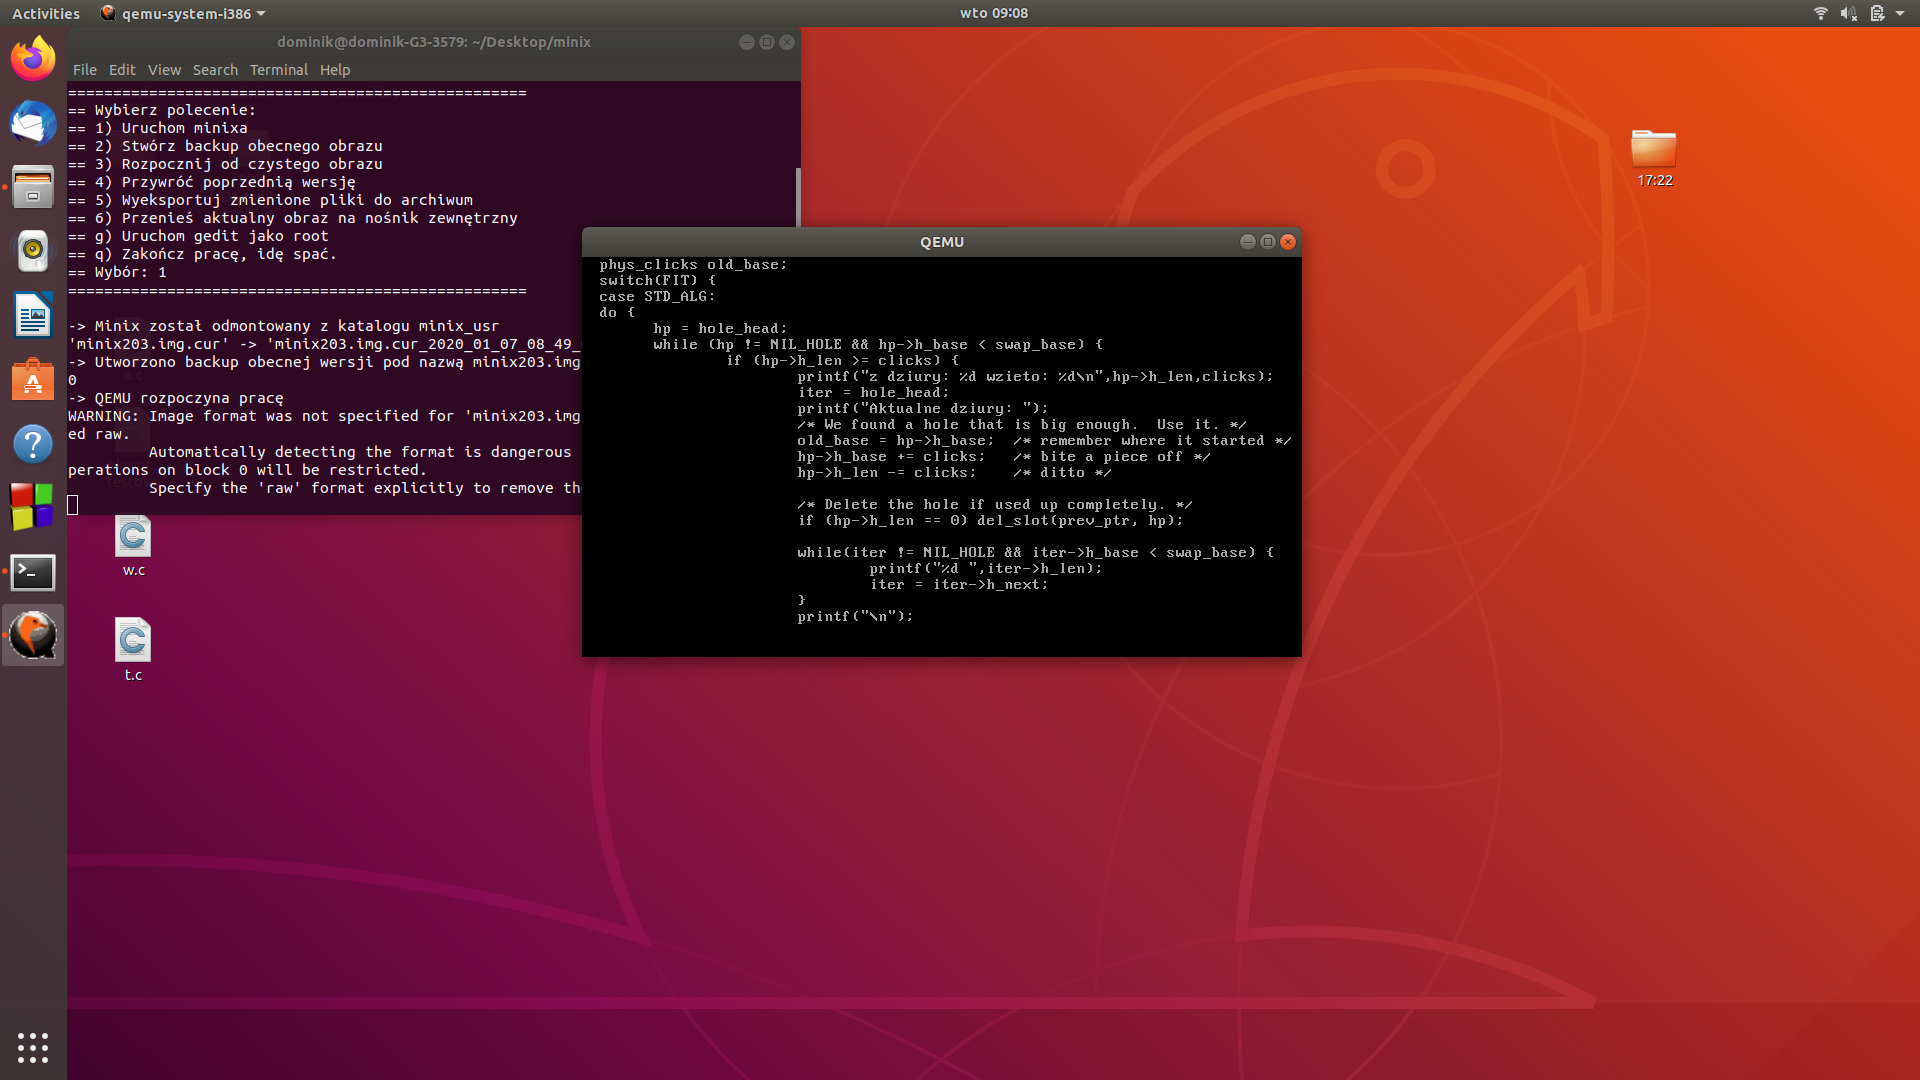 Activities
qemu-system-i386
wto 09:08
dominik@dominik-G3-3579: ~/Desktop/minix
File Edit View Search Terminal Help
===================================================
== Wybierz polecenie:
== 1) Uruchom minixa
== 2) Stwórz backup obecnego obrazu
== 3) Rozpocznij od czystego obrazu
== 4) Przywróć poprzednią wersję
== 5) Wyeksportuj zmienione pliki do archiwum
== 6) Przenieś aktualny obraz na nośnik zewnętrzny
== g) Uruchom gedit jako root
== q) Zakończ pracę, idę spać.
== Wybór: 1
===================================================
-> Minix został odmontowany z katalogu minix_usr
'minix203.img.cur' -> 'minix203.img.cur_2020_01_07_08_49_
-> Utworzono backup obecnej wersji pod nazwą minix203.img
0
-> QEMU rozpoczyna pracę
WARNING: Image format was not specified for 'minix203.img
ed raw.
Automatically detecting the format is dangerous
perations on block 0 will be restricted.
Specify the 'raw' format explicitly to remove th
QEMU
phys_clicks old_base;
switch(FIT) {
case STD_ALG:
do {
hp = hole_head;
while (hp != NIL_HOLE && hp->h_base < swap_base) {
if (hp->h_len >= clicks) {
printf("z dziury: %d wzieto: %d\n",hp->h_len,clicks);
iter = hole_head;
printf("Aktualne dziury: ");
/* We found a hole that is big enough.  Use it. */
old_base = hp->h_base;  /* remember where it started */
hp->h_base += clicks;   /* bite a piece off */
hp->h_len -= clicks;    /* ditto */
/* Delete the hole if used up completely. */
if (hp->h_len == 0) del_slot(prev_ptr, hp);
while(iter != NIL_HOLE && iter->h_base < swap_base) {
printf("%d ",iter->h_len);
iter = iter->h_next;
}
printf("\n");
w.c
t.c
17:22